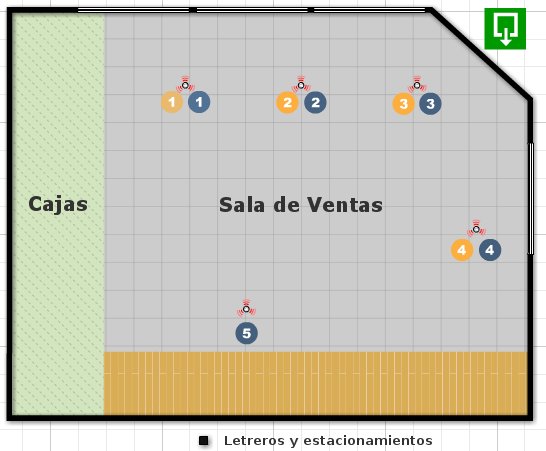 1 1 2 2 3 3
Cajas
Sala de Ventas
4 4
5
Letreros y estacionamientos